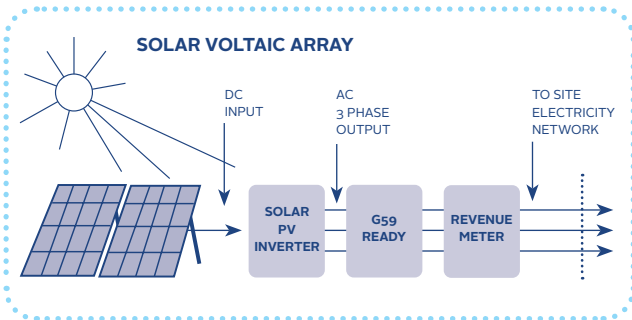 SOLAR VOLTAIC ARRAY
DC
INPUT
AC
3 PHASE
OUTPUT
TO SITE
ELECTRICITY
NETWORK
SOLAR
PV
INVERTER
G59
READY
REVENUE
METER